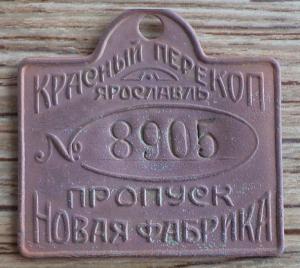 КРАСНЫЙ ПЕРЕКОП
ЯРОСЛАВЛЬ
№ 8905
ПРОПУСК
НОВАЯ ФАБРИКА